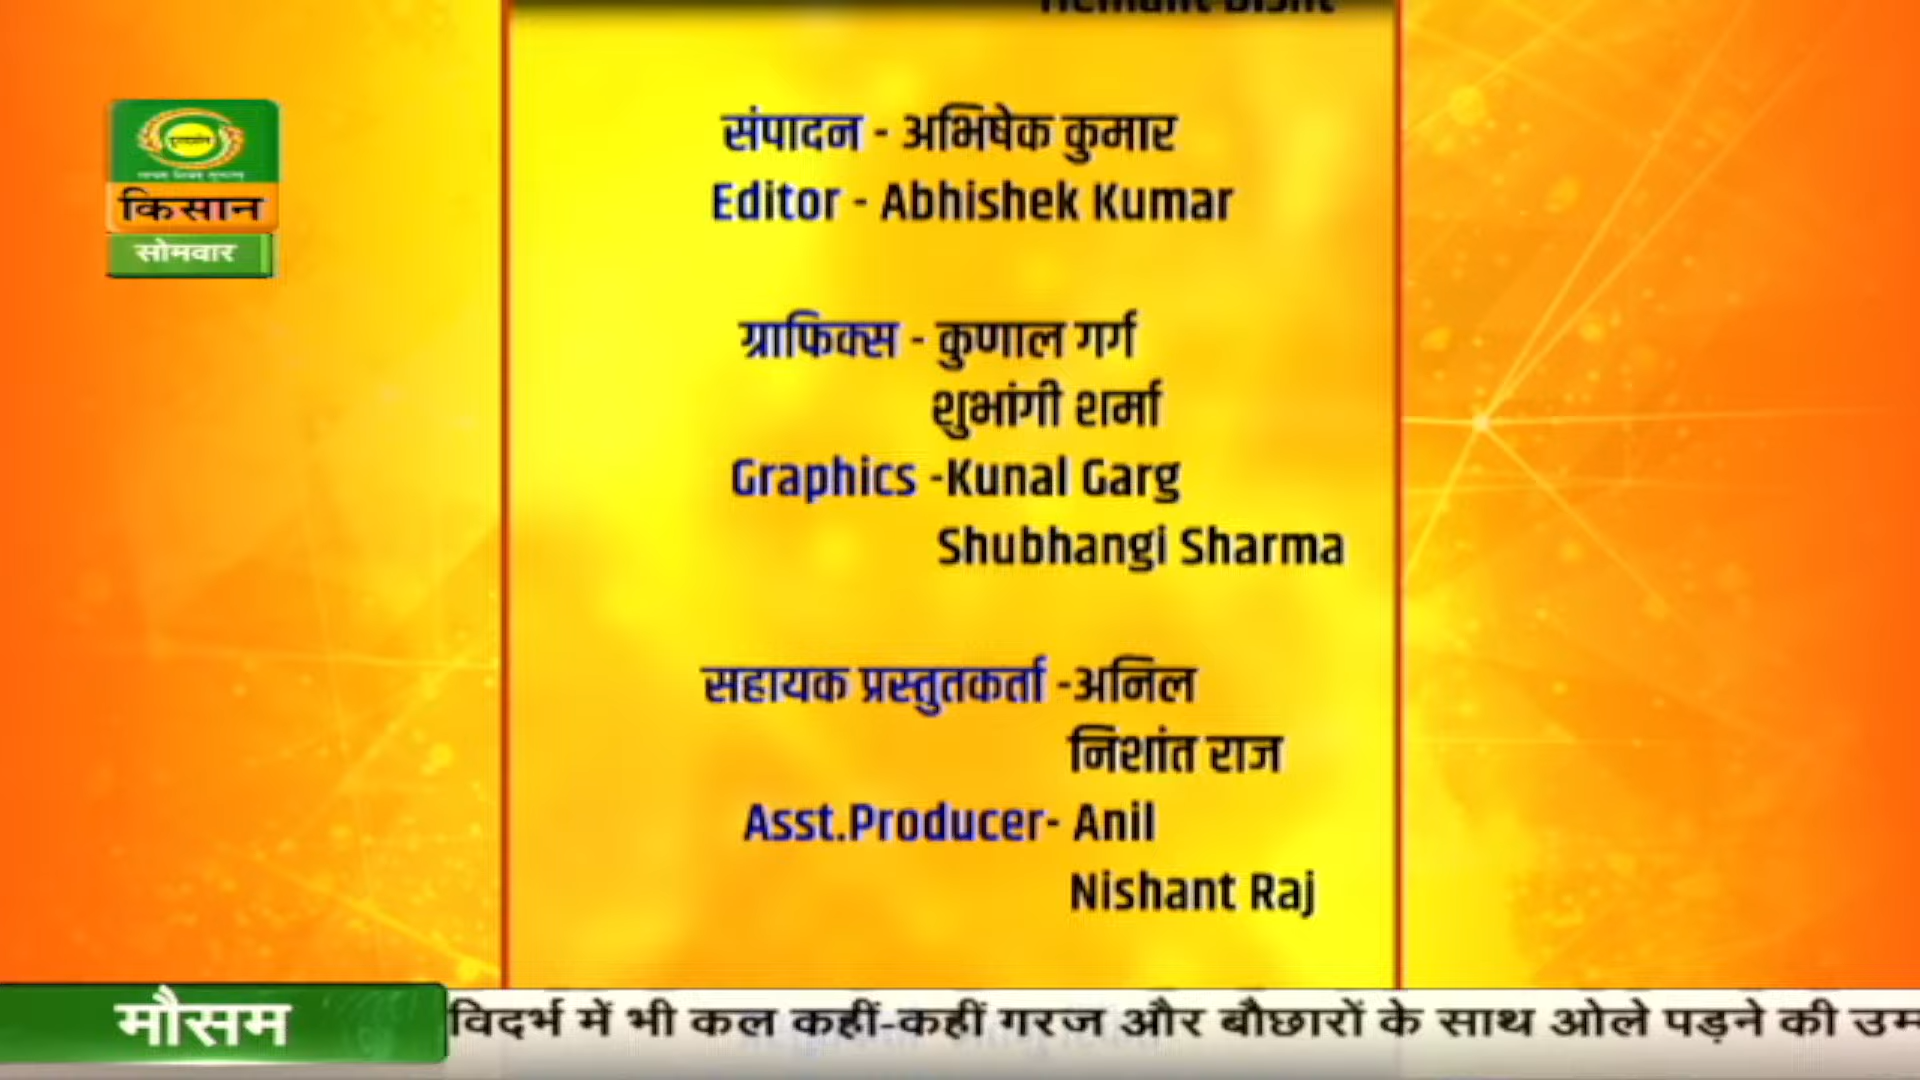 संपादन - अभिषेक कुमार
Editor - Abhishek Kumar
किसान
सोमवार
ग्राफिक्स - कुणाल गर्ग
शुभांगी शर्मा
Graphics -Kunal Garg
Shubhangi Sharma
सहायक प्रस्तुतकर्ता -अनिल
निशांत राज
Asst.Producer- Anil
Nishant Raj
मौसम
विदर्भ में भी कल कहीं-कहीं गरज और बौछारों के साथ ओले पड़ने की